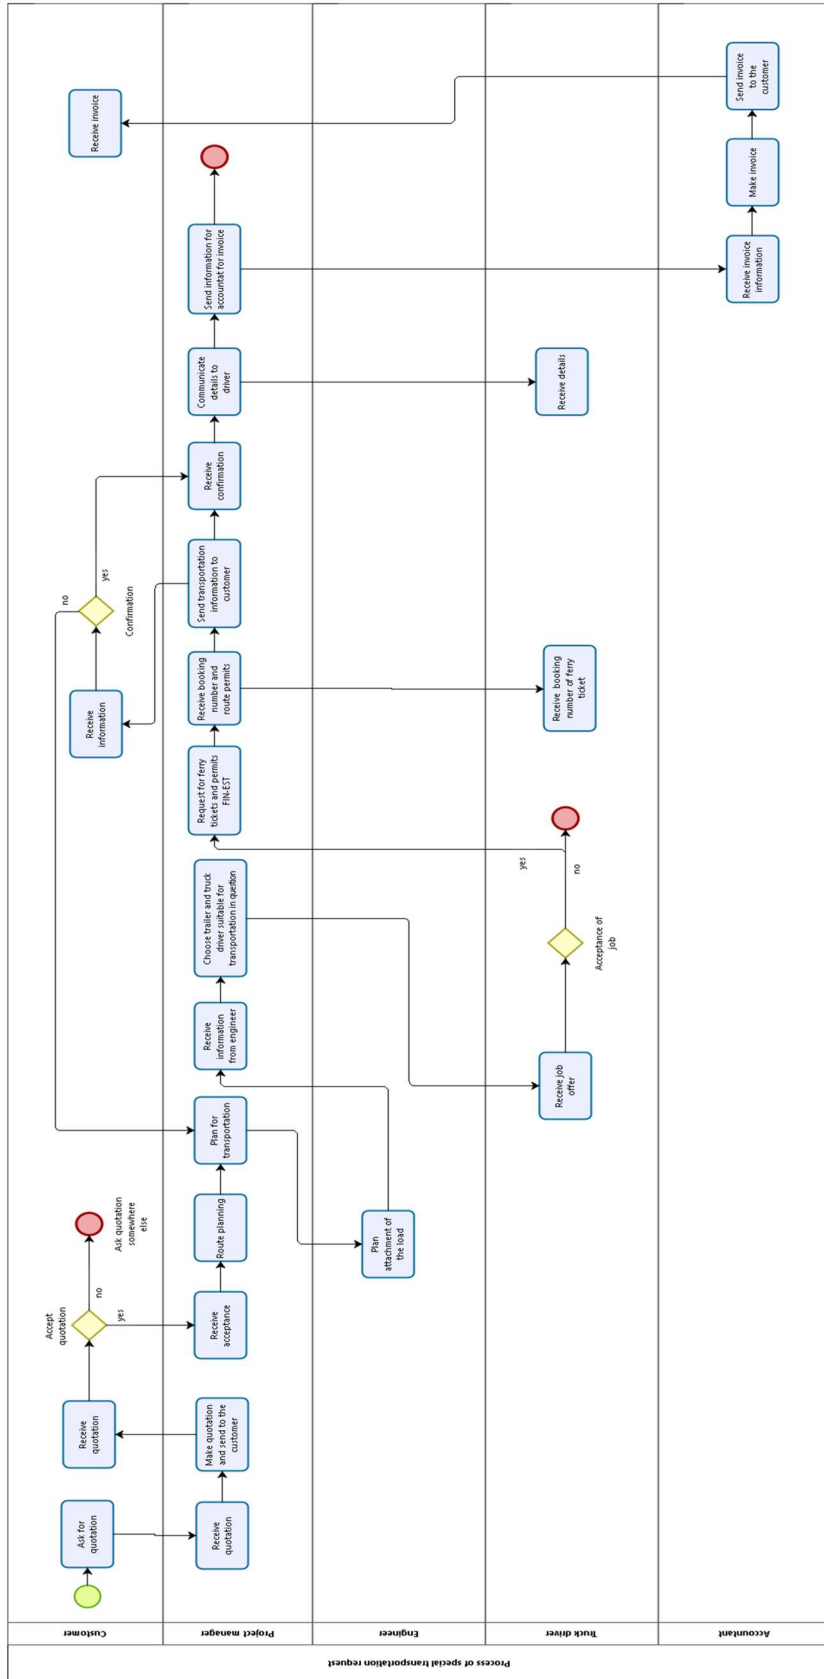 Process of special transportation request
Customer
Ask for
quotation
Receive
quotation
Accept
quotation
no
yes
Ask quotation
somewhere
else
Receive
information
Confirmation
no
yes
Receive invoice
Project manager
Receive
quotation
Make quotation
and send to the
customer
Receive
acceptance
Route planning
Plan for
transportation
Receive
information
from engineer
Choose trailer and truck
driver suitable for
transportation in question
Request for ferry
tickets and permits
FIN-EST
Receive booking
number and
route permits
Send transportation
information to
customer
Receive
confirmation
Communicate
details to
driver
Send information for
accountat for invoice
Engineer
Plan
attachment of
the load
Truck driver
Receive job
offer
Acceptance of
job
yes
no
Receive booking
number of ferry
ticket
Receive details
Accountant
Receive invoice
information
Make invoice
Send invoice
to the
customer